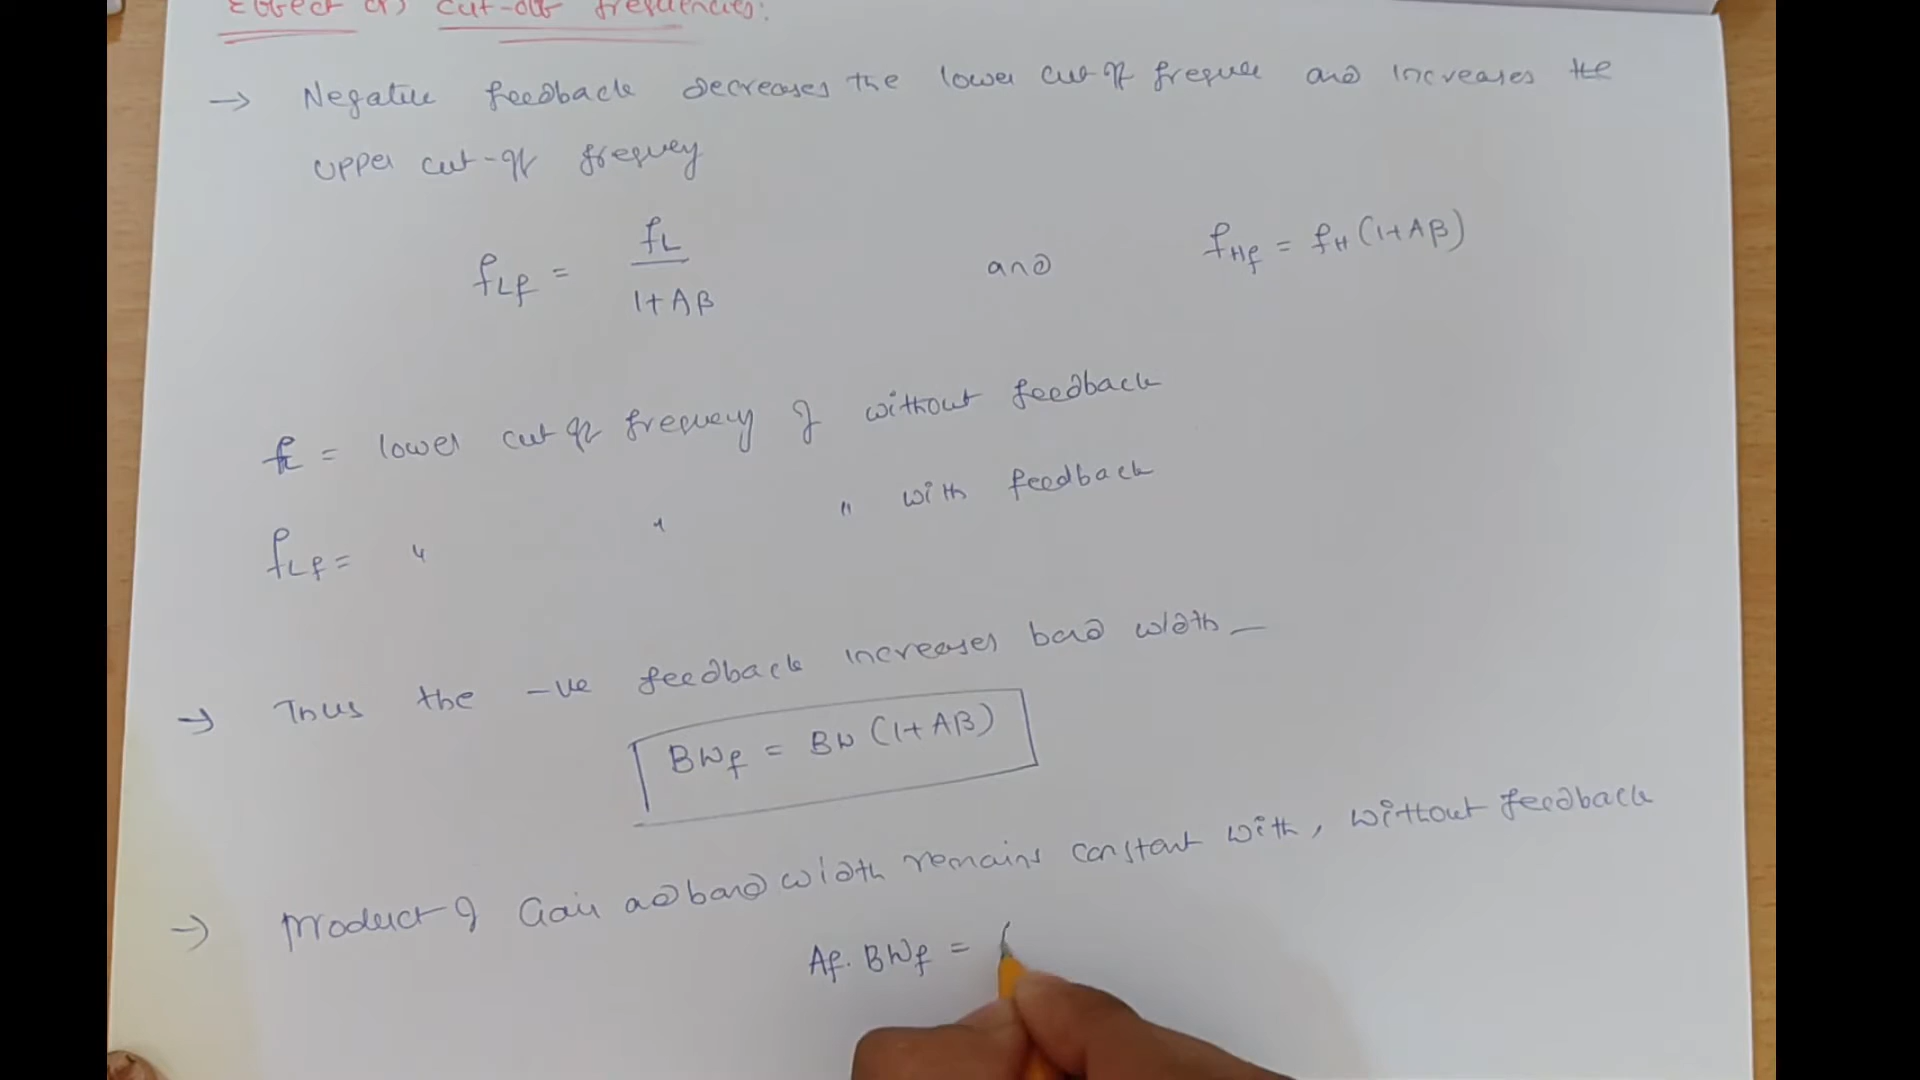 Effect on cut-off frequencies:
→ Negative feedback decreases the lower cut off freque and increases the
upper cut-off frequey
fLf = fL / 1+Aβ and fHf = fH (1+Aβ)
fL = lower cut off frequency of without feedback
fLf = " " " with feedback
→ Thus the -ve feedback increases band width —
BWf = BW (1+Aβ)
→ Product of Gain and band width remains constant with, without feedback
Af. BWf = (